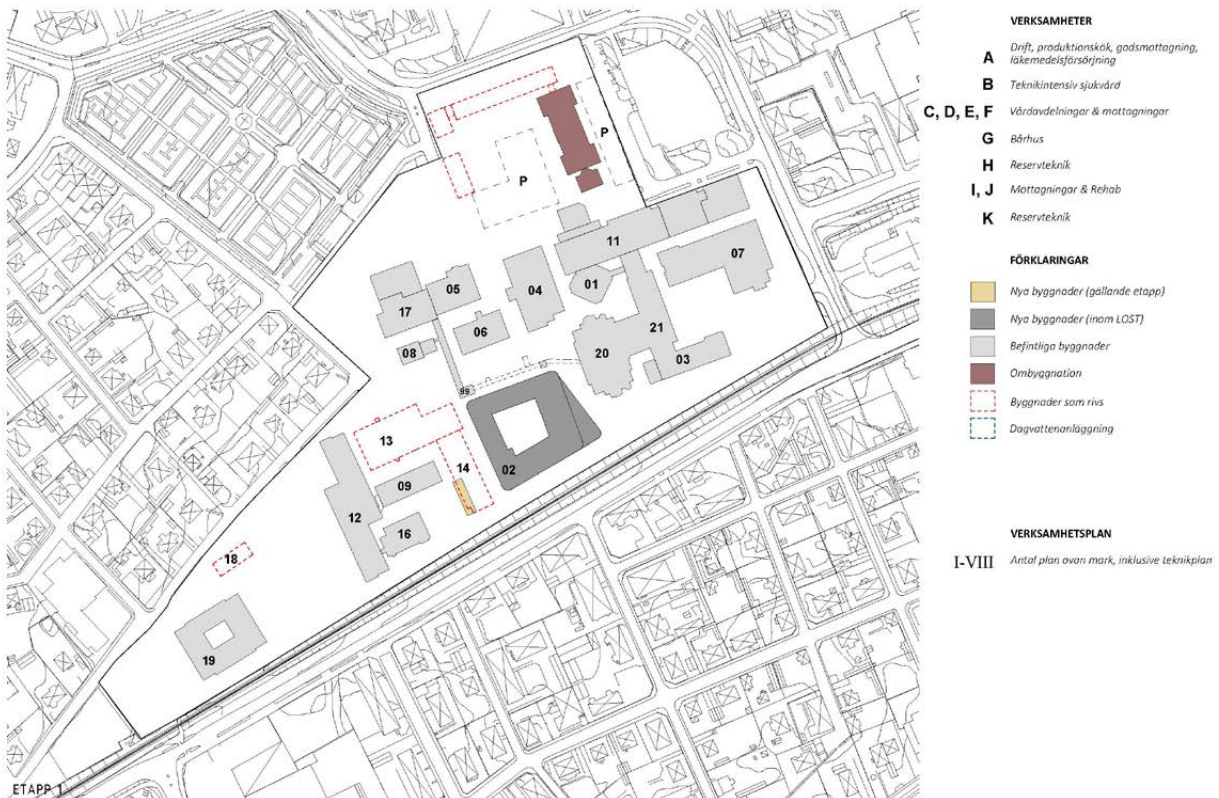 VERKSAMHETER
A Drift, produktionskök, godsmottagning,
läkemedelsförsörjning
B Teknikintensiv sjukvård
C, D, E, F Vårdavdelningar & mottagningar
G Bårhus
H Reservteknik
I, J Mottagningar & Rehab
K Reservteknik
FÖRKLARINGAR
Nya byggnader (gällande etapp)
Nya byggnader (inom LOST)
Befintliga byggnader
Ombyggnation
Byggnader som rivs
Dagvattenanläggning
VERKSAMHETSPLAN
I-VIII Antal plan ovan mark, inklusive teknikplan
P
P
11
07
01
05
04
17
06
21
08
20
03
99
13
14
02
09
12
16
18
19
ETAPP 1